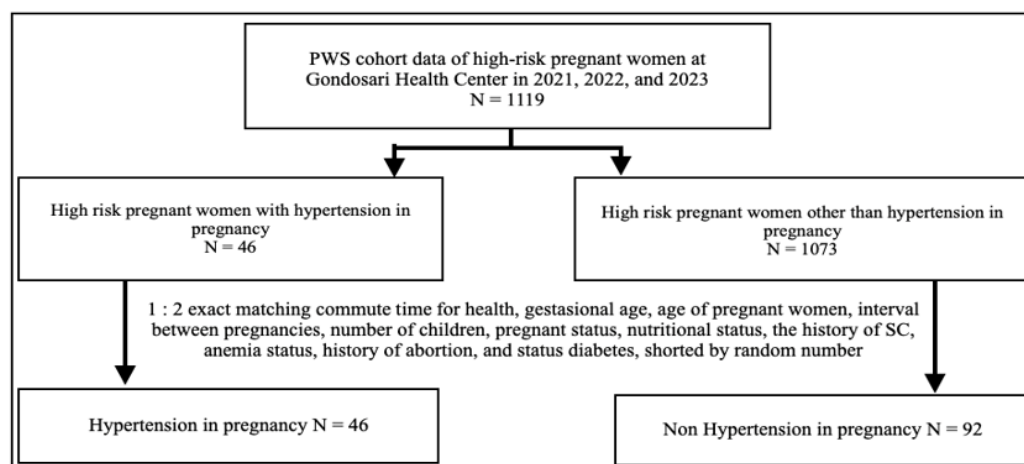 PWS cohort data of high-risk pregnant women at
Gondosari Health Center in 2021, 2022, and 2023
N = 1119
High risk pregnant women with hypertension in
pregnancy
N = 46
High risk pregnant women other than hypertension in
pregnancy
N = 1073
1 : 2 exact matching commute time for health, gestasional age, age of pregnant women, interval
between pregnancies, number of children, pregnant status, nutritional status, the history of SC,
anemia status, history of abortion, and status diabetes, shorted by random number
Hypertension in pregnancy N = 46
Non Hypertension in pregnancy N = 92